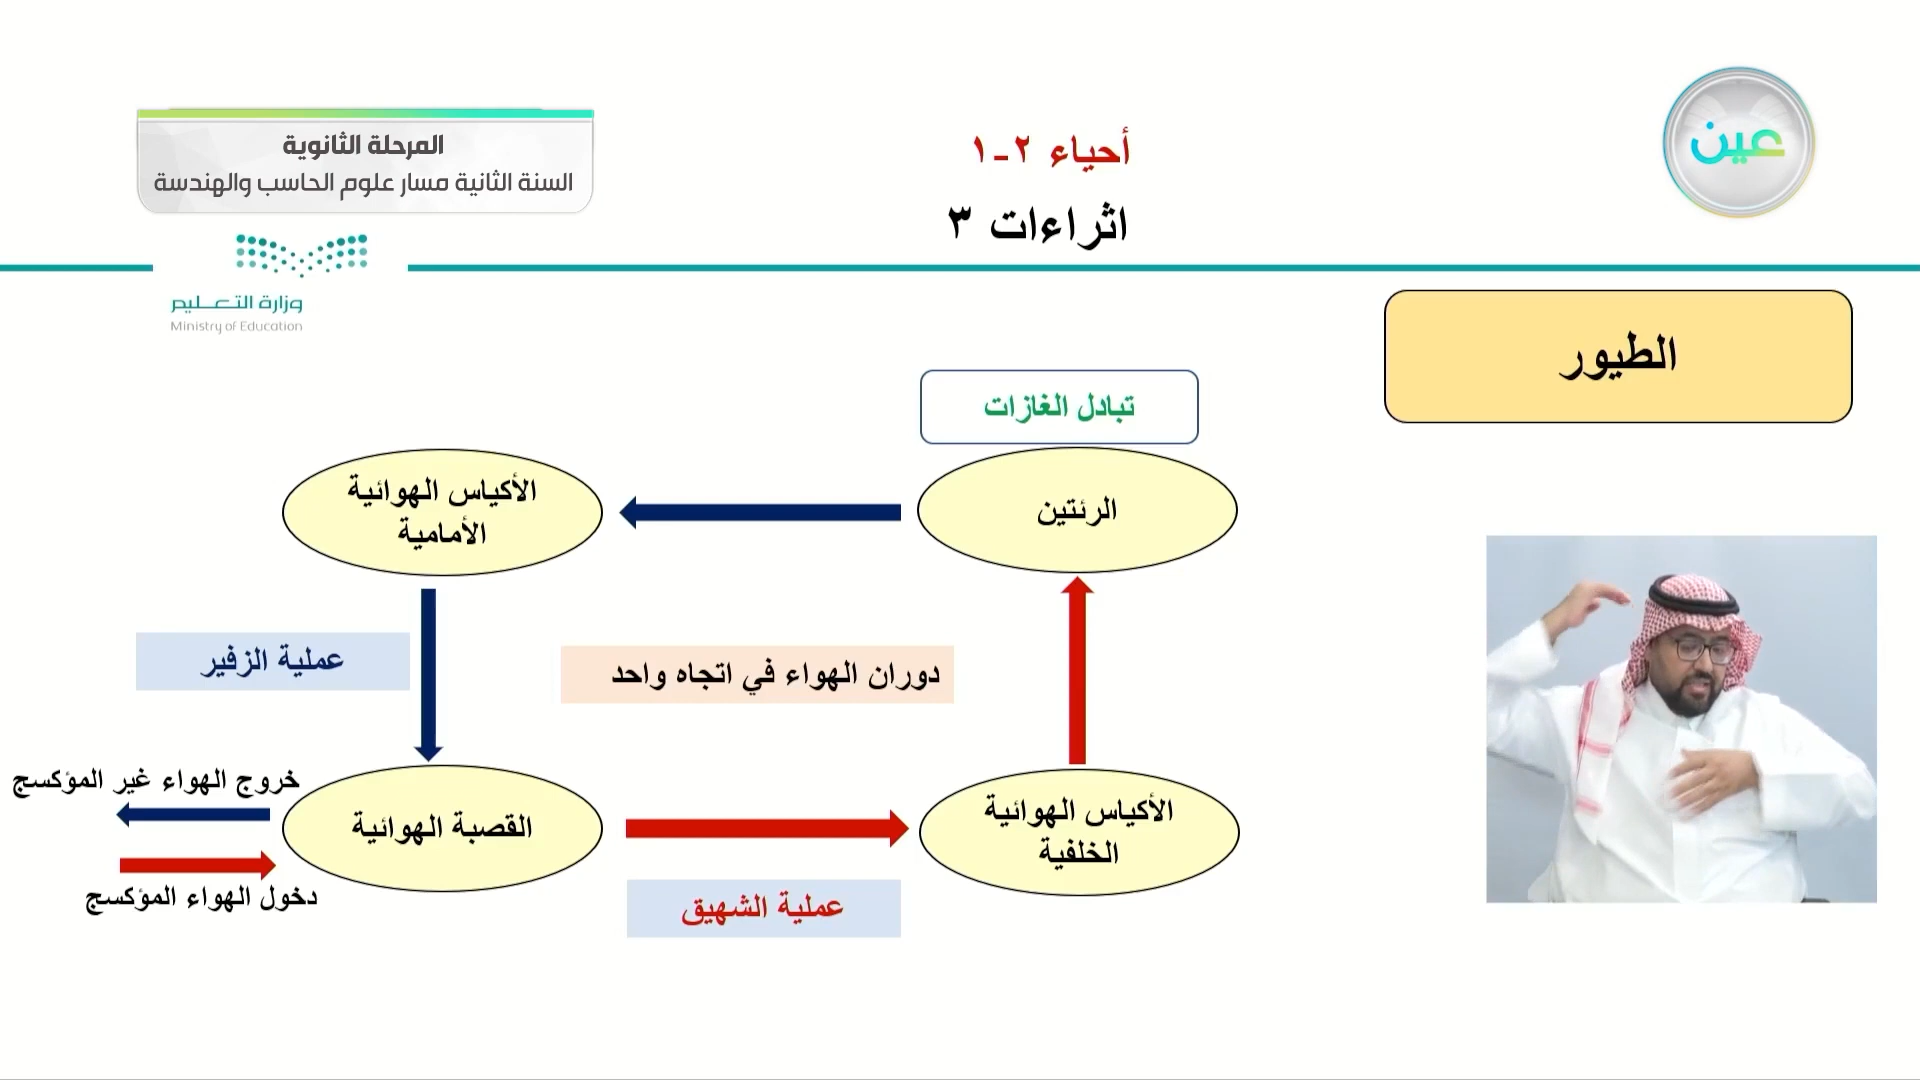 عين
أحياء ٢-١
اثراءات ٣
المرحلة الثانوية
السنة الثانية مسار علوم الحاسب والهندسة
وزارة التعليم
Ministry of Education
الطيور
تبادل الغازات
الرئتين
الأكياس الهوائية
الأمامية
عملية الزفير
دوران الهواء في اتجاه واحد
خروج الهواء غير المؤكسج
القصبة الهوائية
دخول الهواء المؤكسج
الأكياس الهوائية
الخلفية
عملية الشهيق